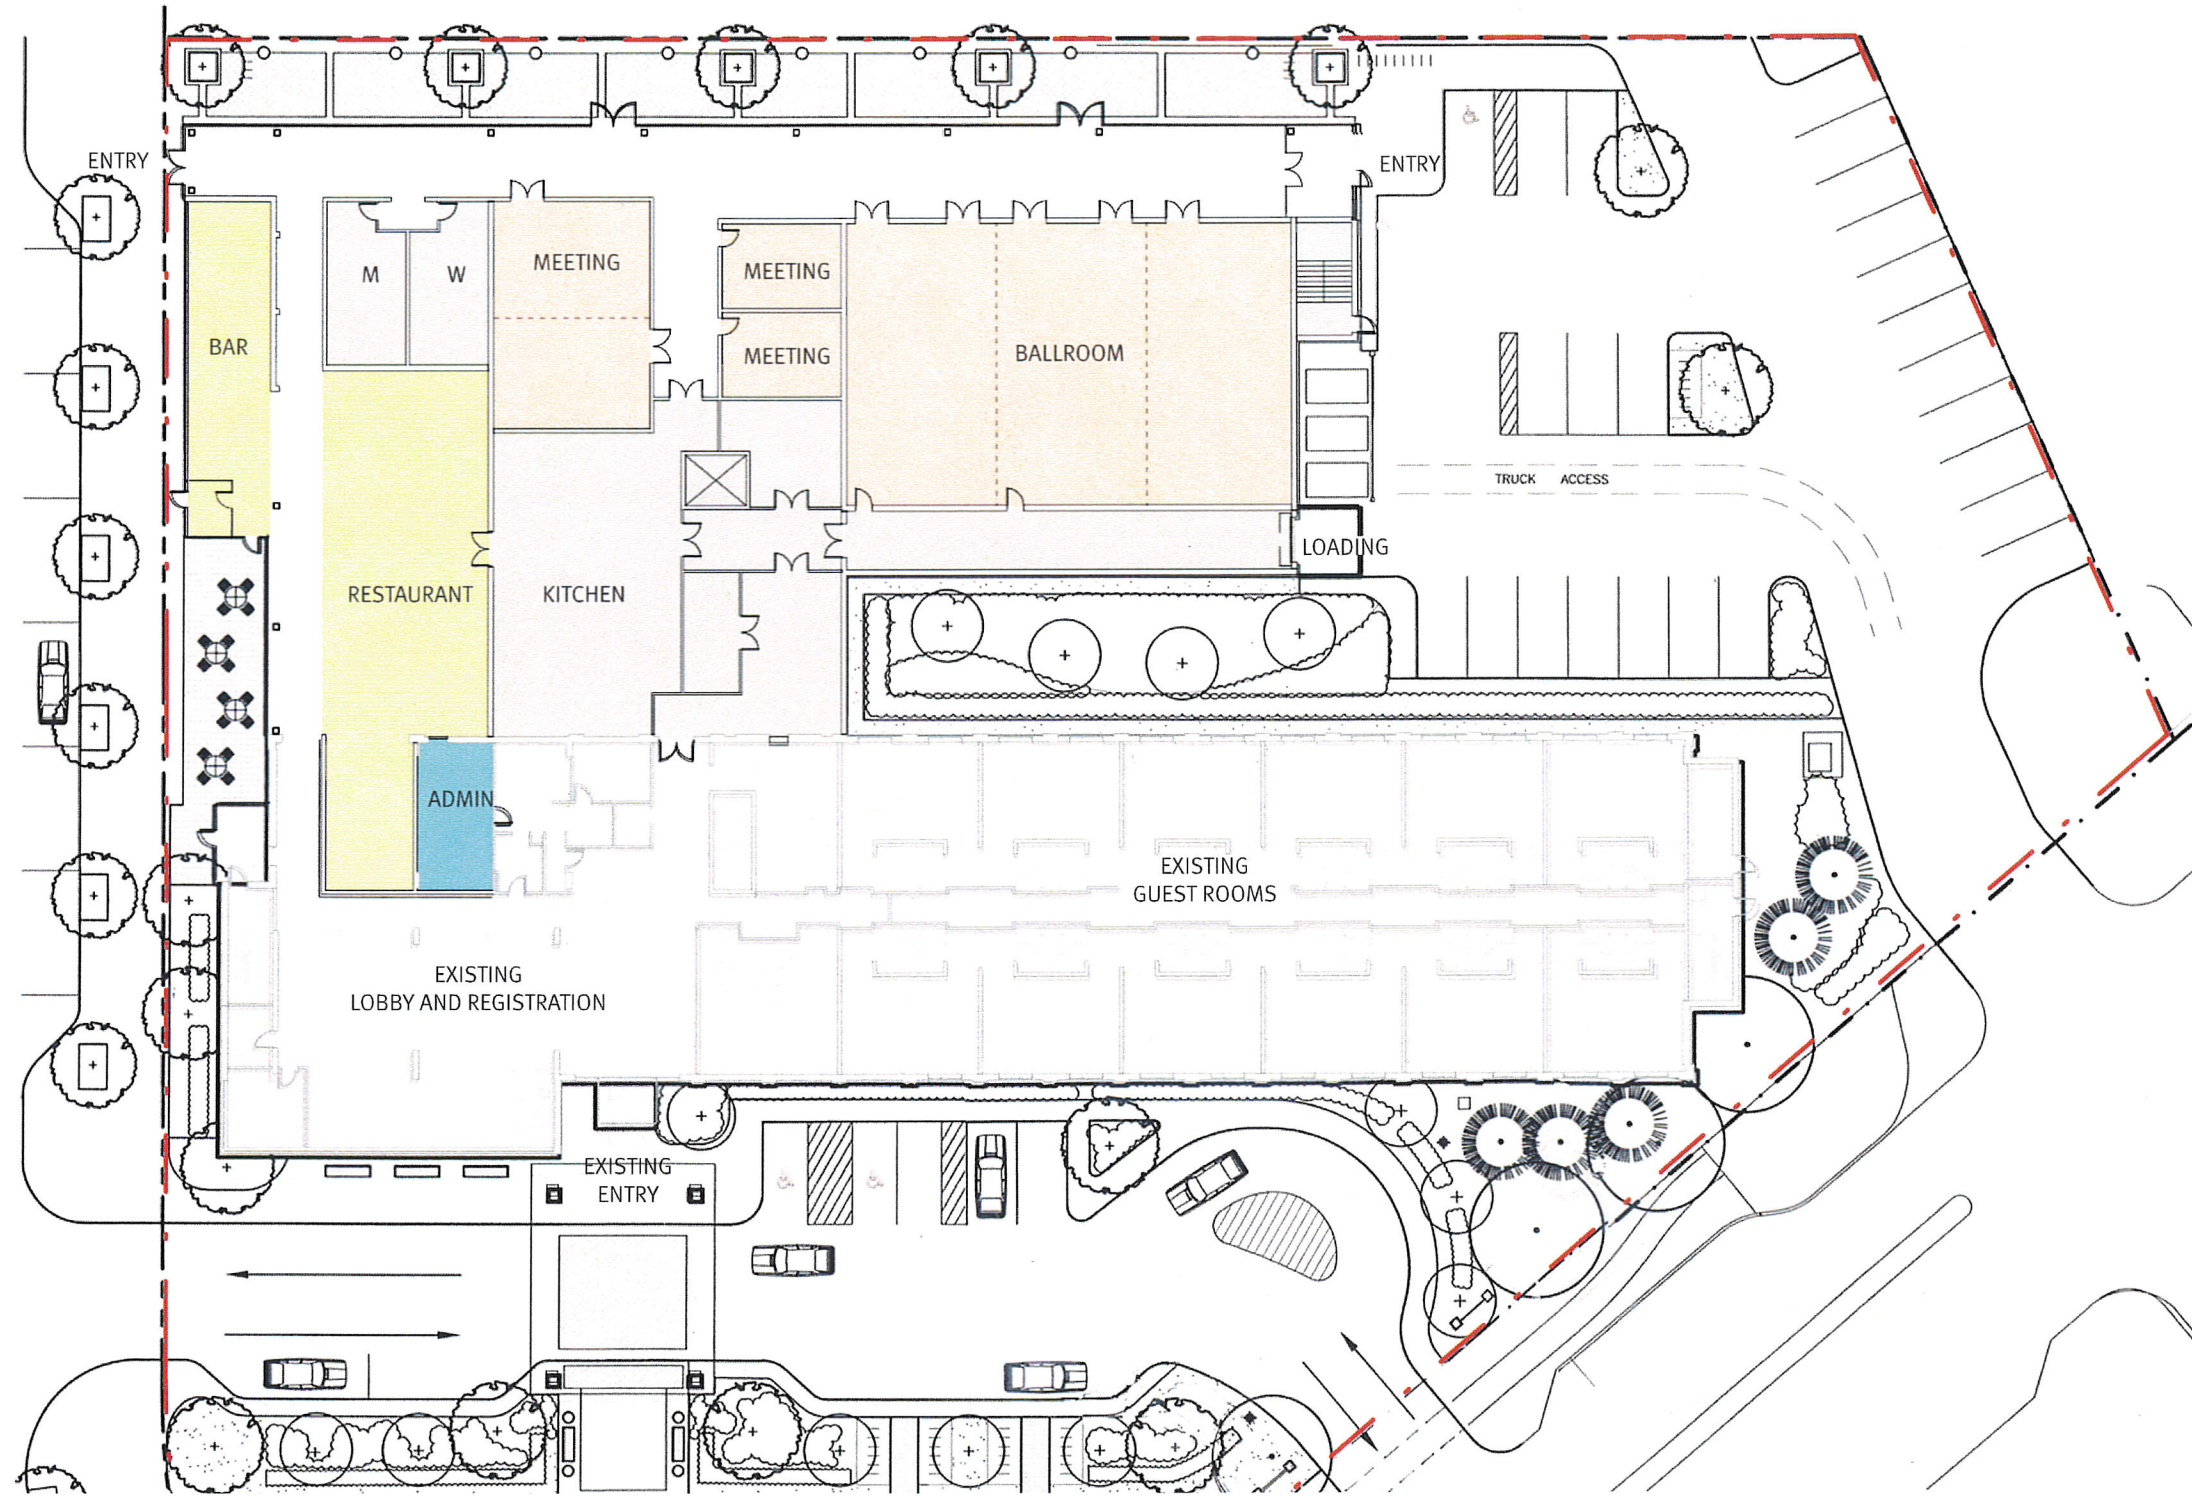 ENTRY
ENTRY
M
W
MEETING
MEETING
BAR
MEETING
BALLROOM
TRUCK ACCESS
LOADING
RESTAURANT
KITCHEN
ADMIN
EXISTING
GUEST ROOMS
EXISTING
LOBBY AND REGISTRATION
EXISTING
ENTRY